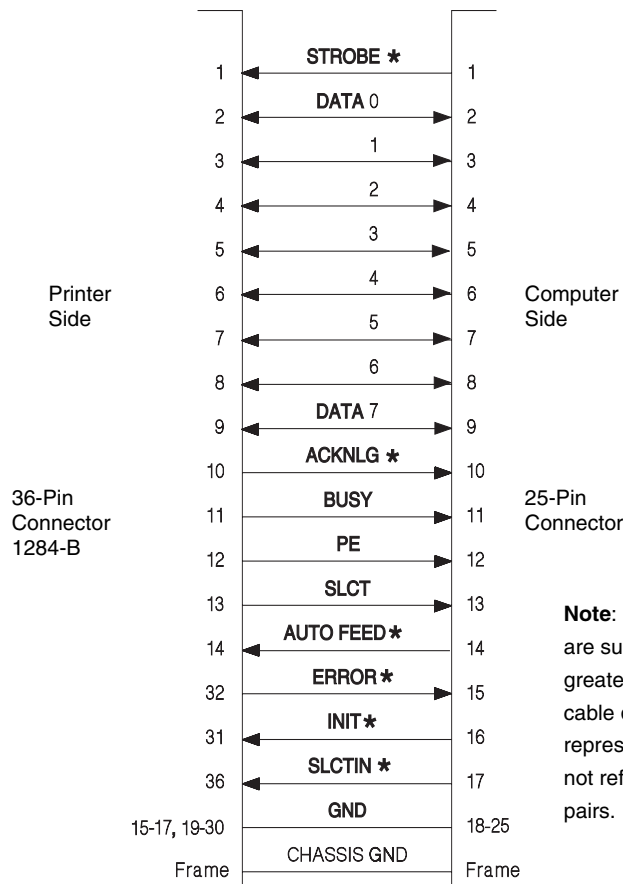 STROBE *
1 1
DATA 0
2 2
1
3 3
2
4 4
3
5 5
4
Printer 6 6 Computer
Side Side
5
7 7
6
8 8
DATA 7
9 9
ACKNLG *
10 10
36-Pin 25-Pin
Connector Connector
1284-B
BUSY
11 11
PE
12 12
SLCT
13 13
Note:
AUTO FEED *
14 14
are su
ERROR *
greate
32 15
cable
INIT *
repres
31 16
not ref
SLCTIN *
36 17
pairs.
GND
15-17, 19-30 18-25
CHASSIS GND
Frame Frame